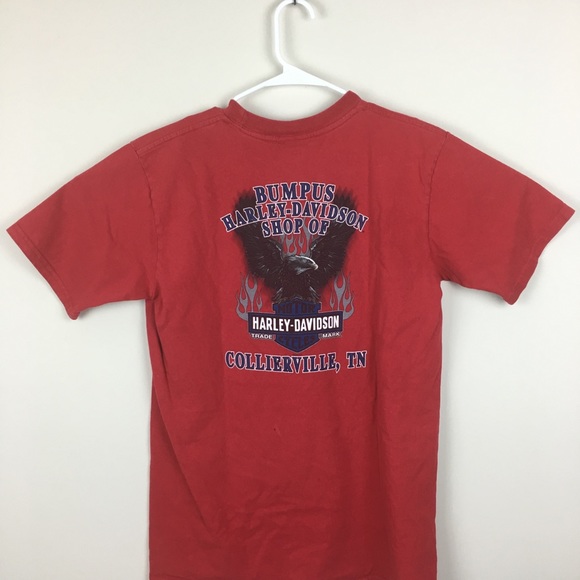 BUMPUS
HARLEY-DAVIDSON
SHOP OF
HARLEY-DAVIDSON
TRADE MARK
COLLIERVILLE, TN